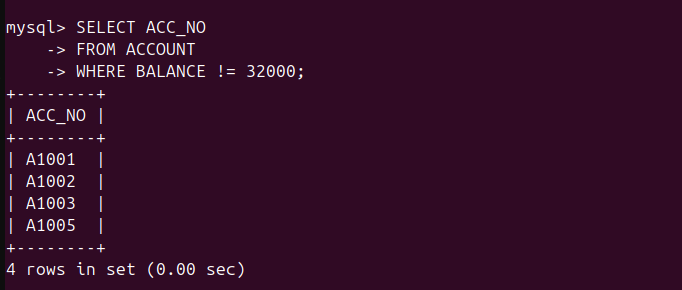 mysql> SELECT ACC_NO
    -> FROM ACCOUNT
    -> WHERE BALANCE != 32000;
+--------+
| ACC_NO |
+--------+
| A1001  |
| A1002  |
| A1003  |
| A1005  |
+--------+
4 rows in set (0.00 sec)